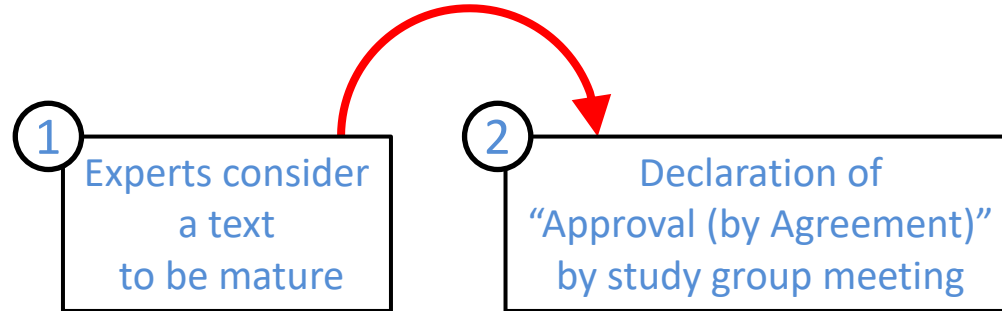 1
Experts consider
a text
to be mature
2
Declaration of
“Approval (by Agreement)”
by study group meeting